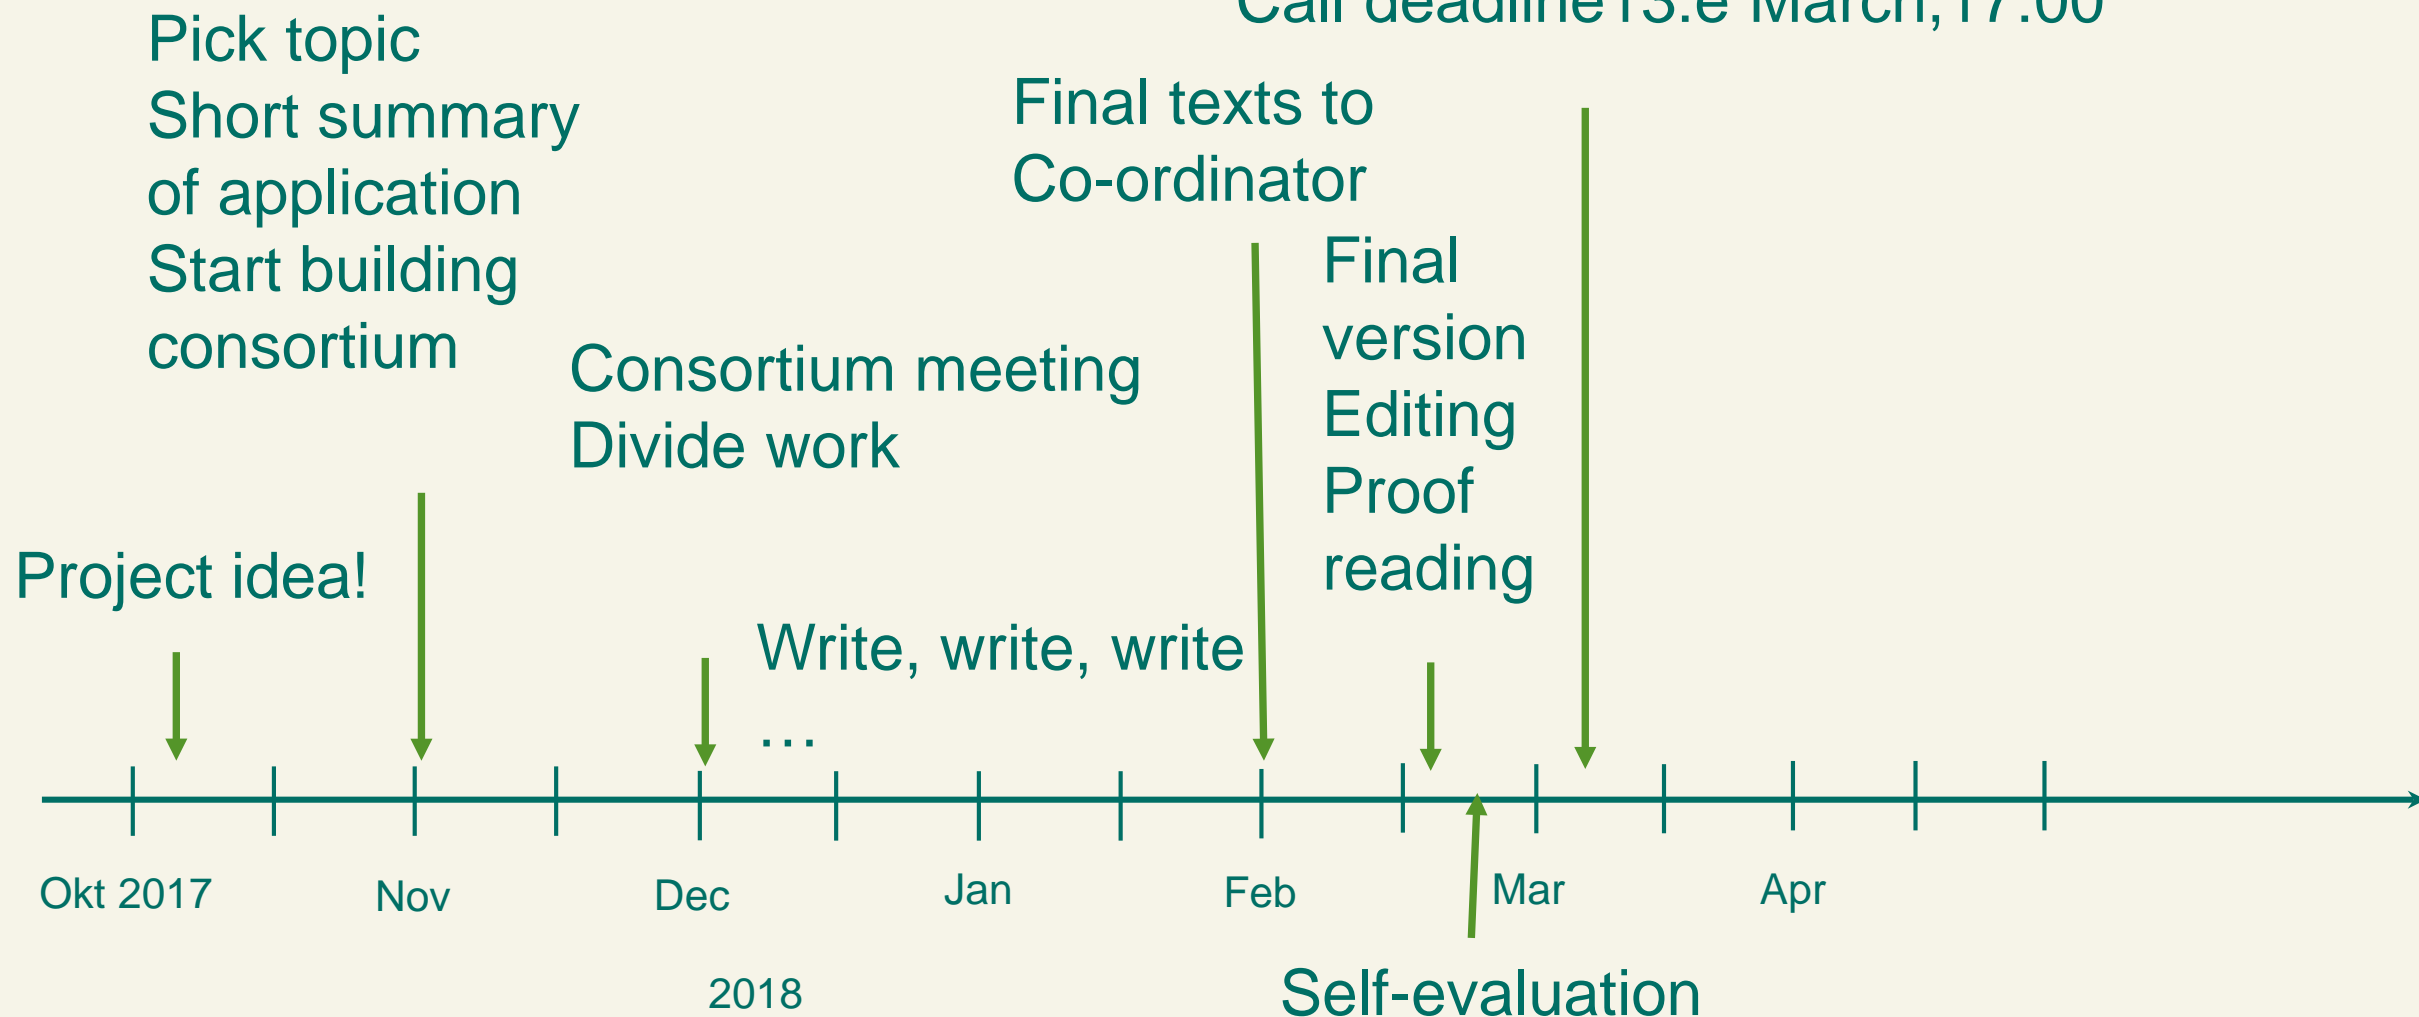 Call deadline13.e March,17.00
Pick topic
Short summary
of application
Start building
consortium
Final texts to
Co-ordinator
Final
version
Editing
Proof
reading
Consortium meeting
Divide work
Project idea!
Write, write, write
…
Okt 2017
Nov
Dec
Jan
Feb
Mar
Apr
2018
Self-evaluation